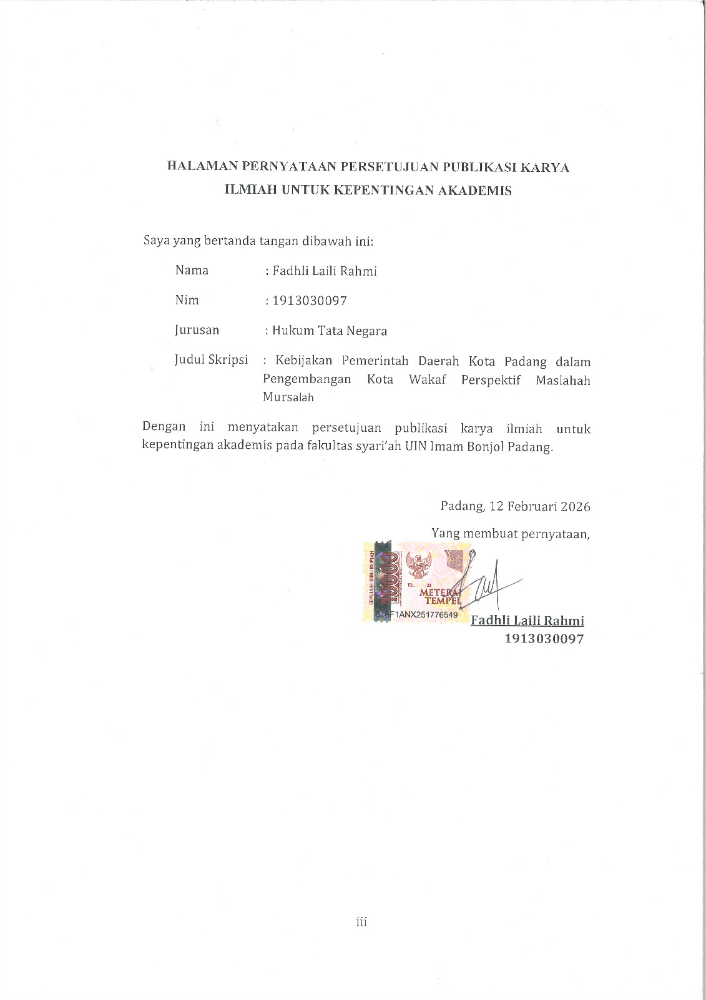 HALAMAN PERNYATAAN PERSETUJUAN PUBLIKASI KARYA
ILMIAH UNTUK KEPENTINGAN AKADEMIS
Saya yang bertanda tangan dibawah ini:
Nama : Fadhli Laili Rahmi
Nim : 1913030097
Jurusan : Hukum Tata Negara
Judul Skripsi : Kebijakan Pemerintah Daerah Kota Padang dalam
Pengembangan Kota Wakaf Perspektif Maslahah
Mursalah
Dengan ini menyatakan persetujuan publikasi karya ilmiah untuk
kepentingan akademis pada fakultas syari'ah UIN Imam Bonjol Padang.
Padang, 12 Februari 2026
Yang membuat pernyataan,
SEPULUH RIBU RUPIAH
10000
TGL. 20
METERAI
TEMPEL
F1ANX251776549
Fadhli Laili Rahmi
1913030097
iii